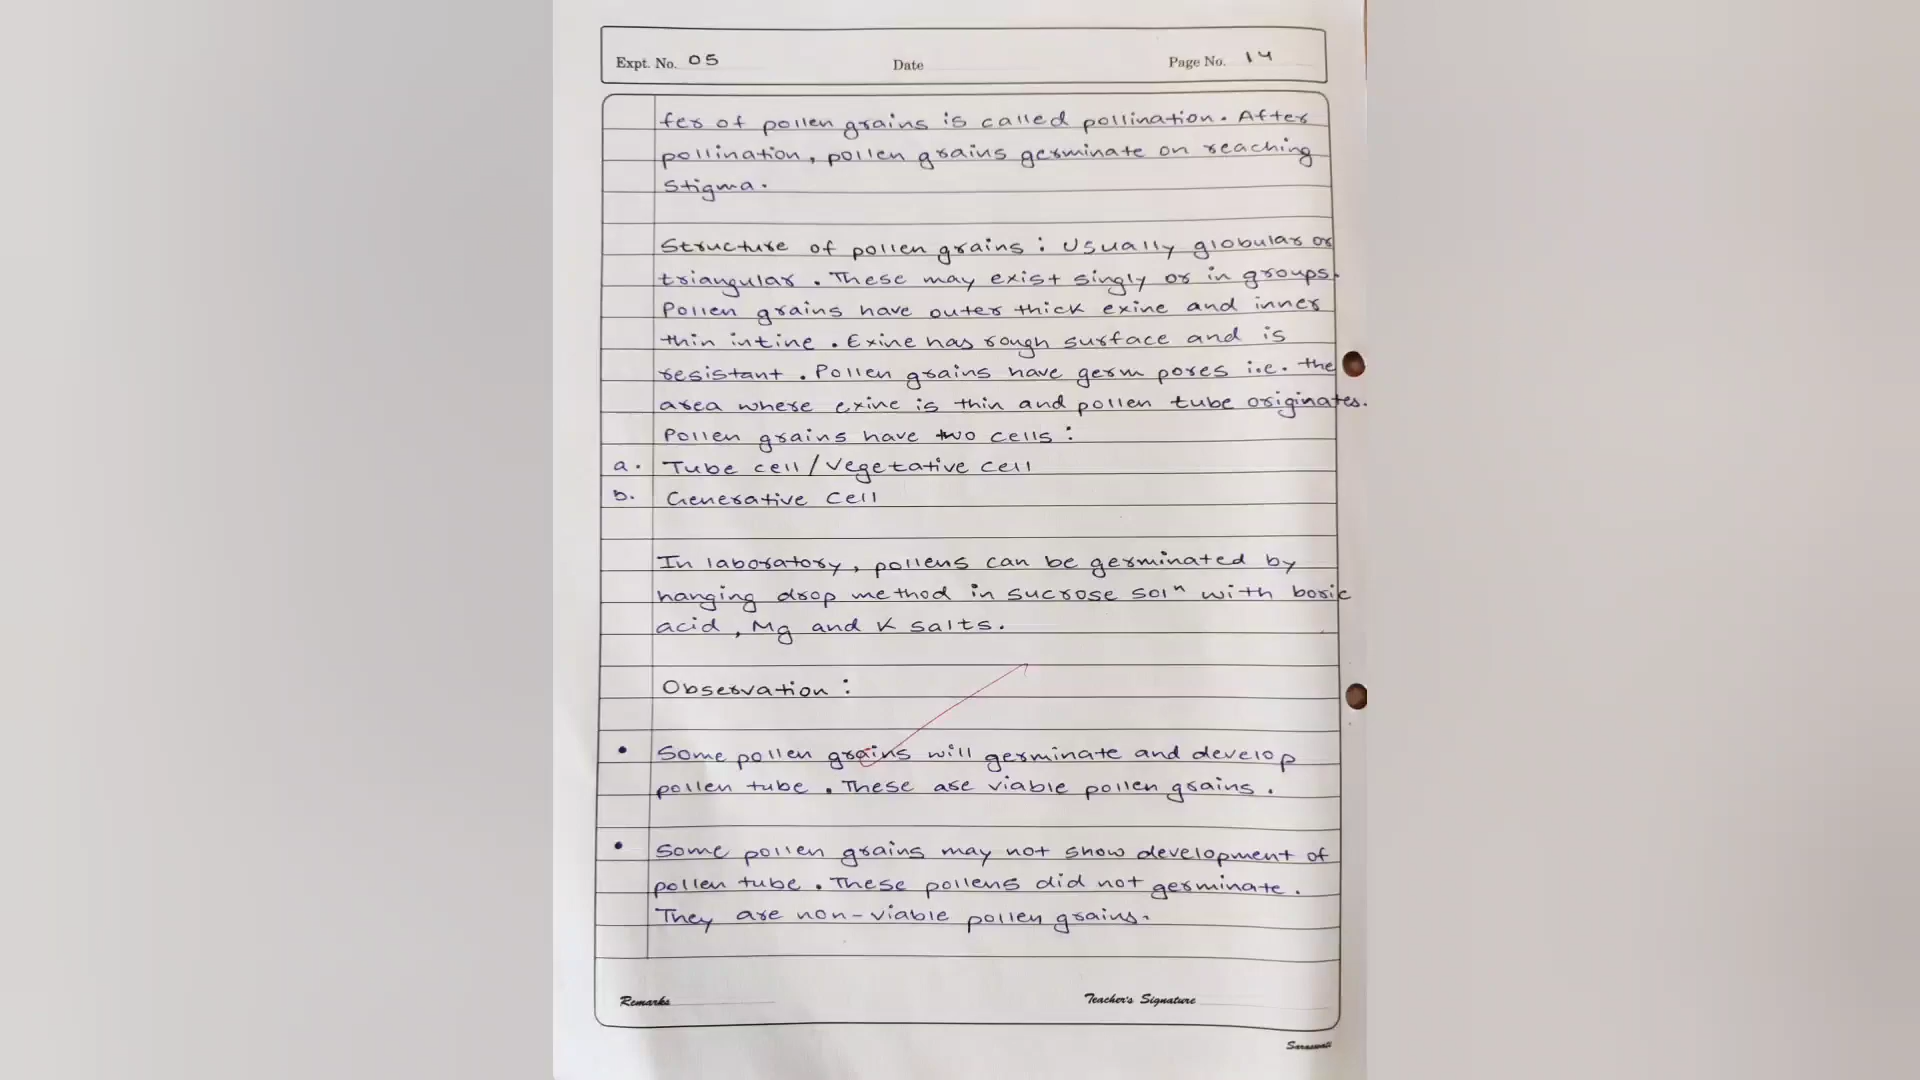 Expt. No. 05 Date Page No. 14
fer of pollen grains is called pollination. After
pollination, pollen grains germinate on reaching
stigma.
Structure of pollen grains : Usually globular or
triangular. These may exist singly or in groups.
Pollen grains have outer thick exine and inner
thin intine. Exine has rough surface and is
resistant. Pollen grains have germ pores i.e. the
area where exine is thin and pollen tube originates.
Pollen grains have two cells :
a. Tube cell/Vegetative cell
b. Generative cell
In laboratory, pollens can be germinated by
hanging drop method in sucrose solⁿ with boric
acid, Mg and K salts.
Observation :
• Some pollen grains will germinate and develop
pollen tube. These are viable pollen grains.
• Some pollen grains may not show development of
pollen tube. These pollens did not germinate.
They are non-viable pollen grains.
Remarks Teacher's Signature
Saraswati